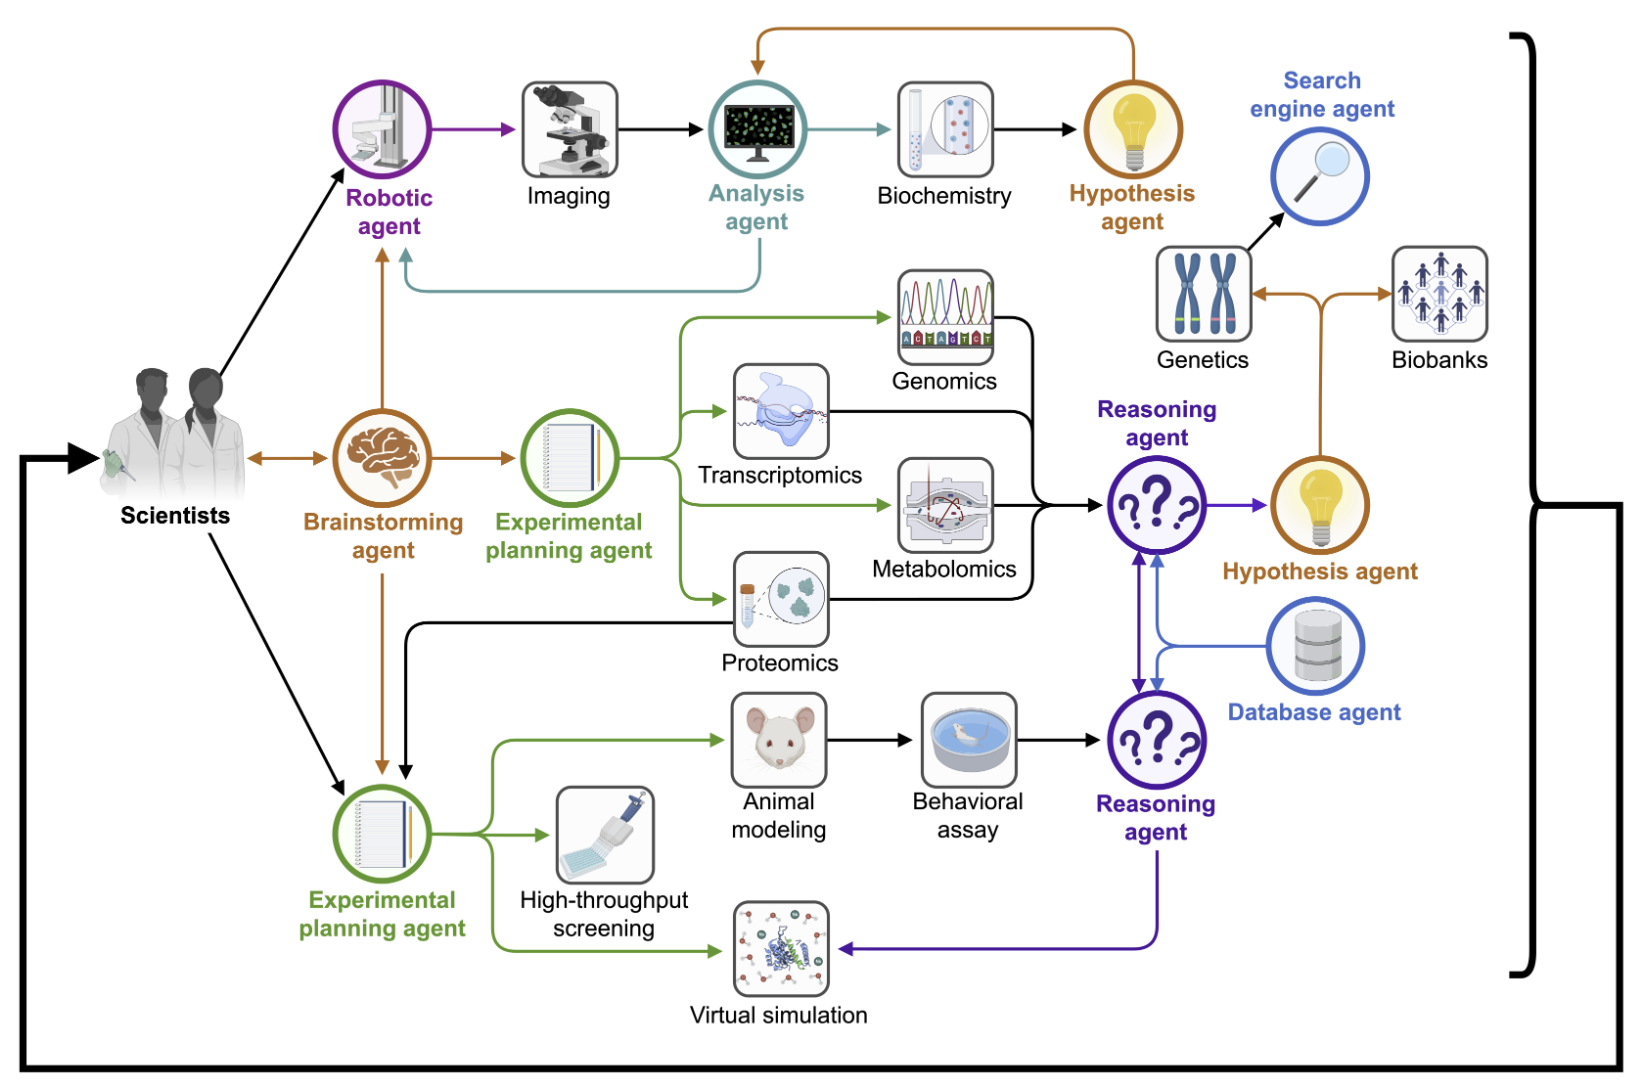 Search
engine agent
Imaging
Biochemistry
Robotic
agent
Analysis
agent
Hypothesis
agent
A C T A G T C T
Genomics
Genetics
Biobanks
Transcriptomics
Reasoning
agent
Scientists
Brainstorming
agent
Experimental
planning agent
Metabolomics
Hypothesis agent
Proteomics
Database agent
Animal
modeling
Behavioral
assay
Reasoning
agent
Experimental
planning agent
High-throughput
screening
Virtual simulation